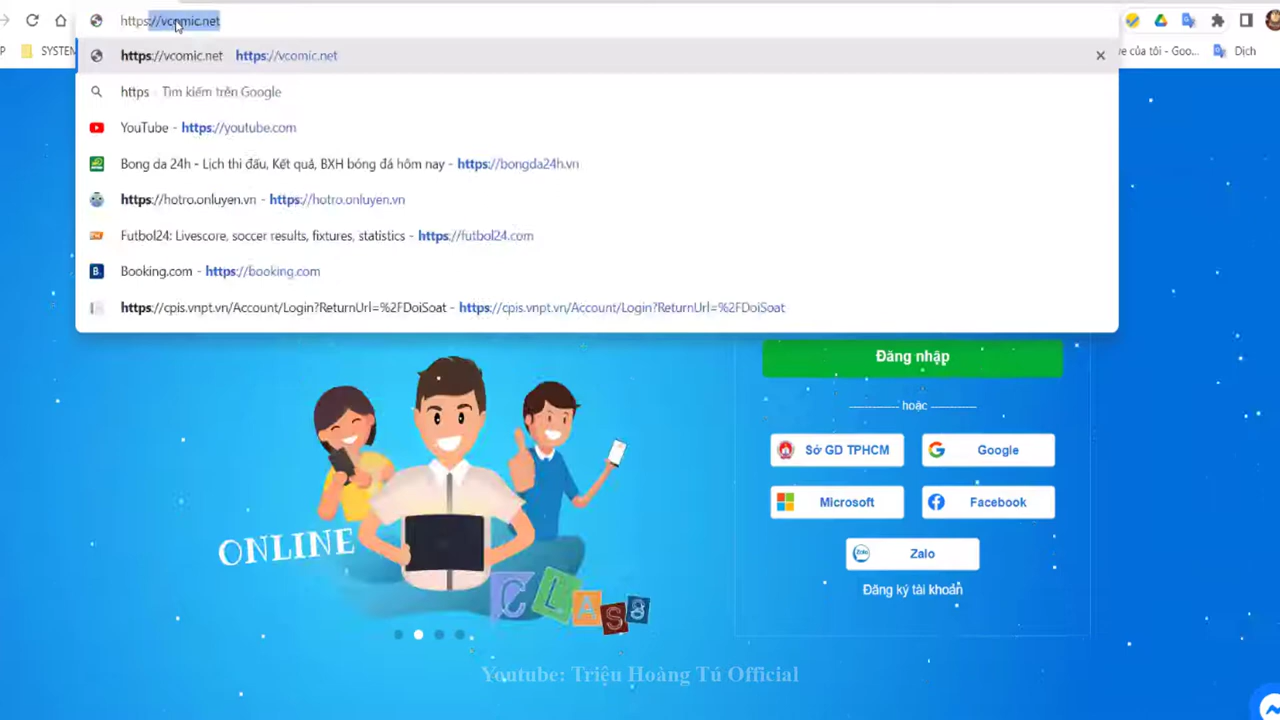 https://vcomic.net
P SYSTEM ve của tôi - Goo... Dịch
https://vcomic.net https://vcomic.net
https - Tìm kiếm trên Google
YouTube - https://youtube.com
Bong da 24h - Lịch thi đấu, Kết quả, BXH bóng đá hôm nay - https://bongda24h.vn
https://hotro.onluyen.vn - https://hotro.onluyen.vn
Futbol24: Livescore, soccer results, fixtures, statistics - https://futbol24.com
Booking.com - https://booking.com
https://cpis.vnpt.vn/Account/Login?ReturnUrl=%2FDoiSoat - https://cpis.vnpt.vn/Account/Login?ReturnUrl=%2FDoiSoat
Đăng nhập
hoặc
Sở GD TPHCM Google
Microsoft Facebook
Zalo
Đăng ký tài khoản
ONLINE
CLASS
Youtube: Triệu Hoàng Tú Official